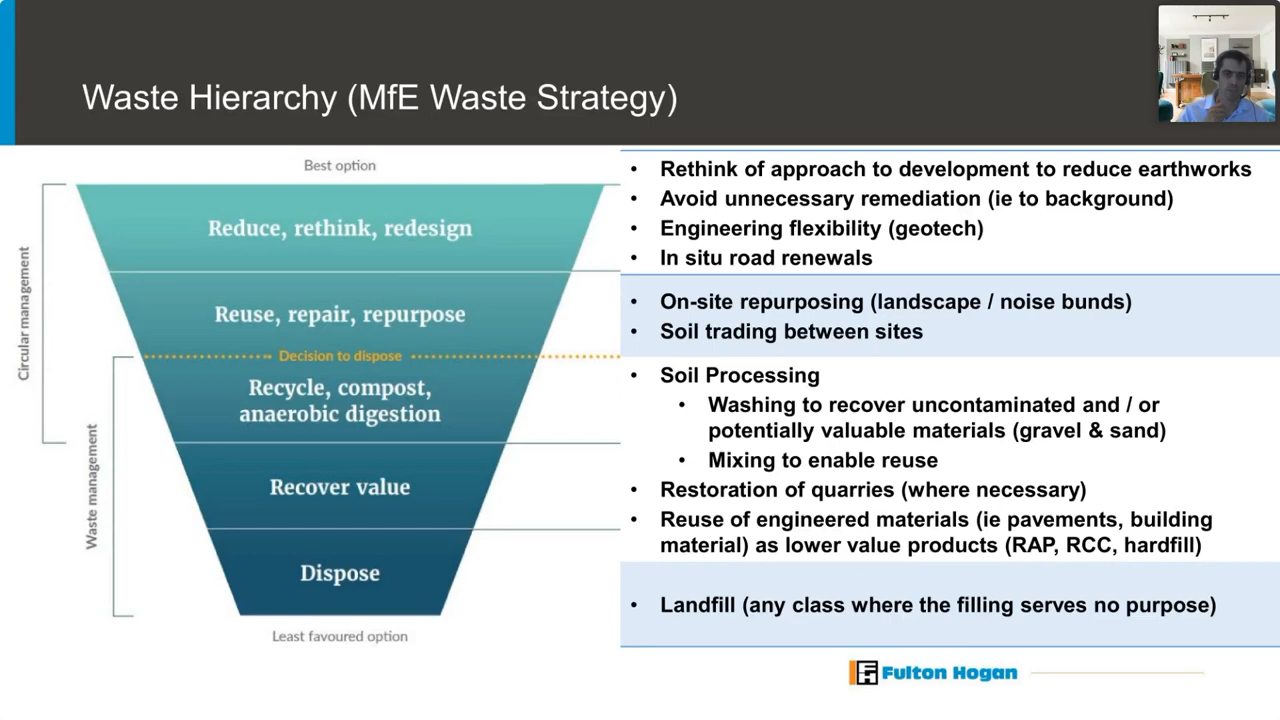 Waste Hierarchy (MfE Waste Strategy)
Best option
Circular management
Waste management
Reduce, rethink, redesign
Reuse, repair, repurpose
Decision to dispose
Recycle, compost,
anaerobic digestion
Recover value
Dispose
Least favoured option
• Rethink of approach to development to reduce earthworks
• Avoid unnecessary remediation (ie to background)
• Engineering flexibility (geotech)
• In situ road renewals
• On-site repurposing (landscape / noise bunds)
• Soil trading between sites
• Soil Processing
• Washing to recover uncontaminated and / or
potentially valuable materials (gravel & sand)
• Mixing to enable reuse
• Restoration of quarries (where necessary)
• Reuse of engineered materials (ie pavements, building
material) as lower value products (RAP, RCC, hardfill)
• Landfill (any class where the filling serves no purpose)
FH Fulton Hogan